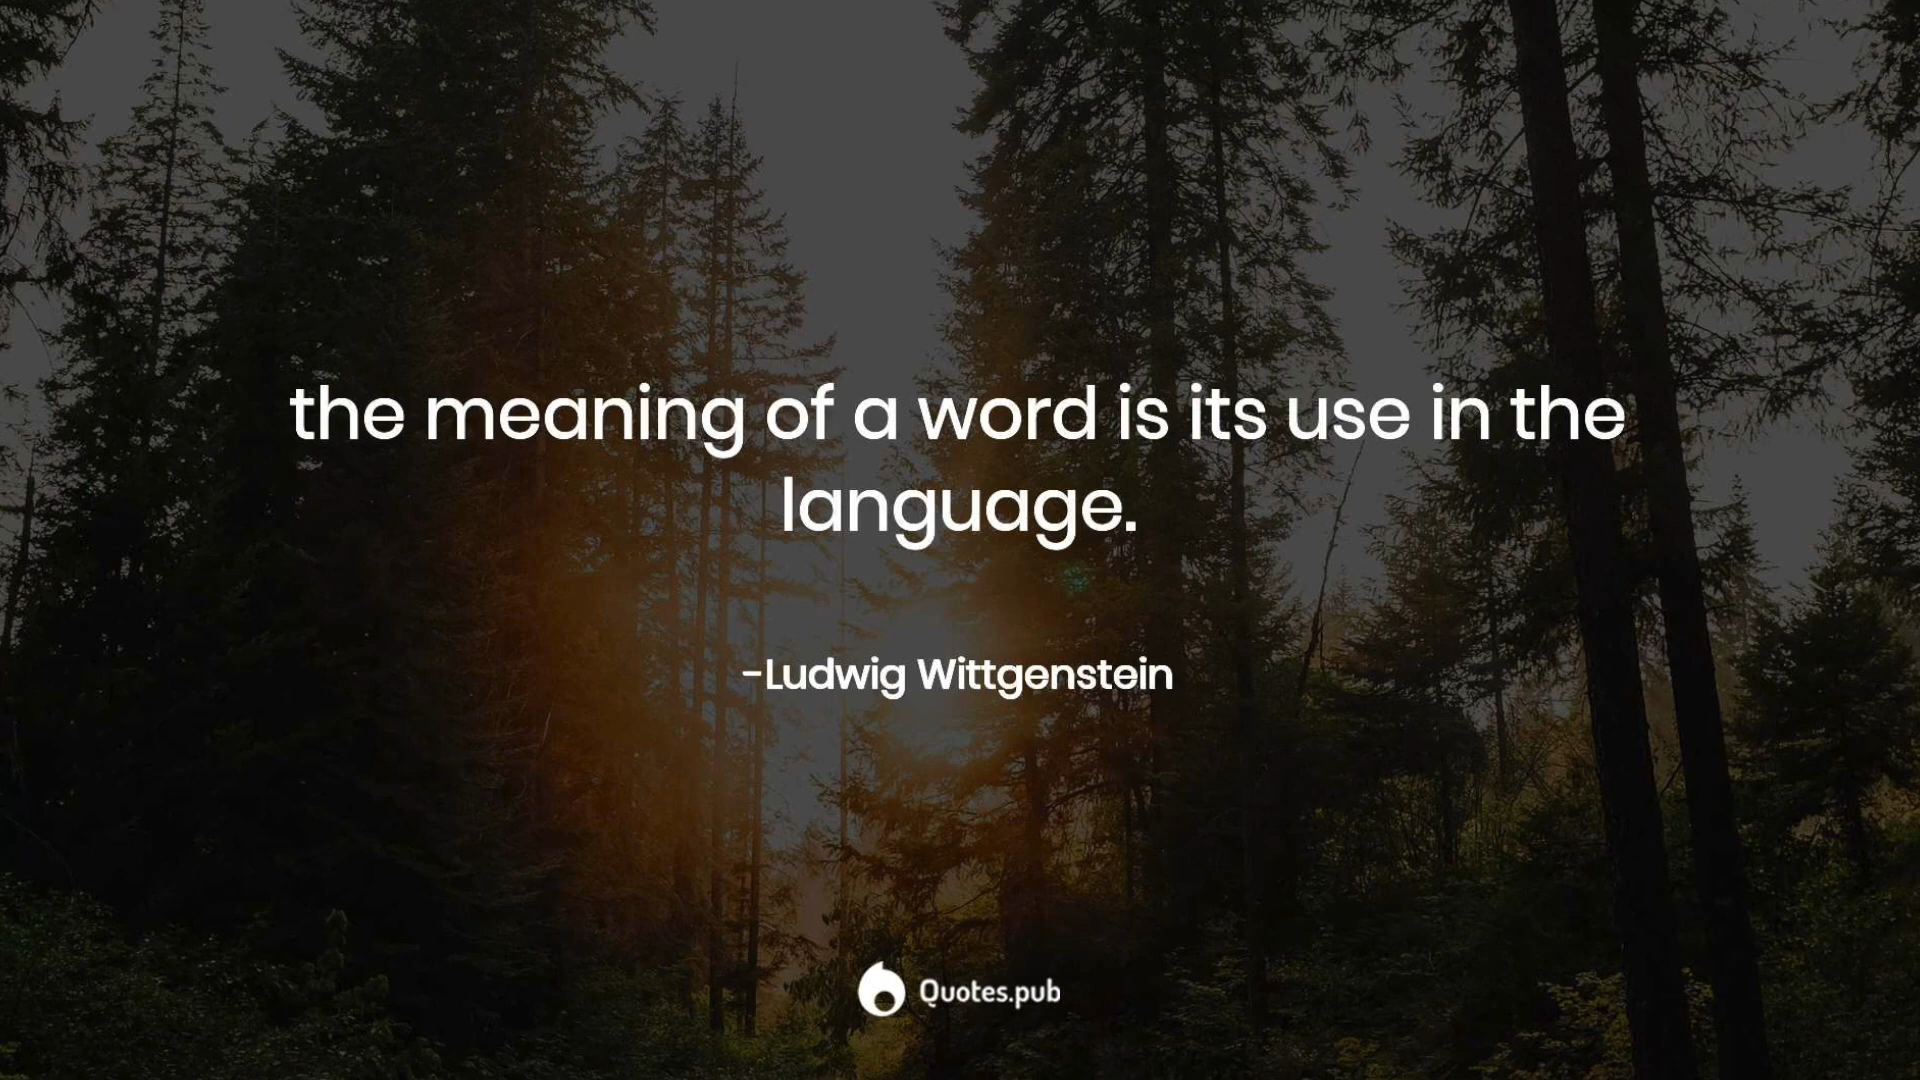 the meaning of a word is its use in the
language.
-Ludwig Wittgenstein
Quotes.pub